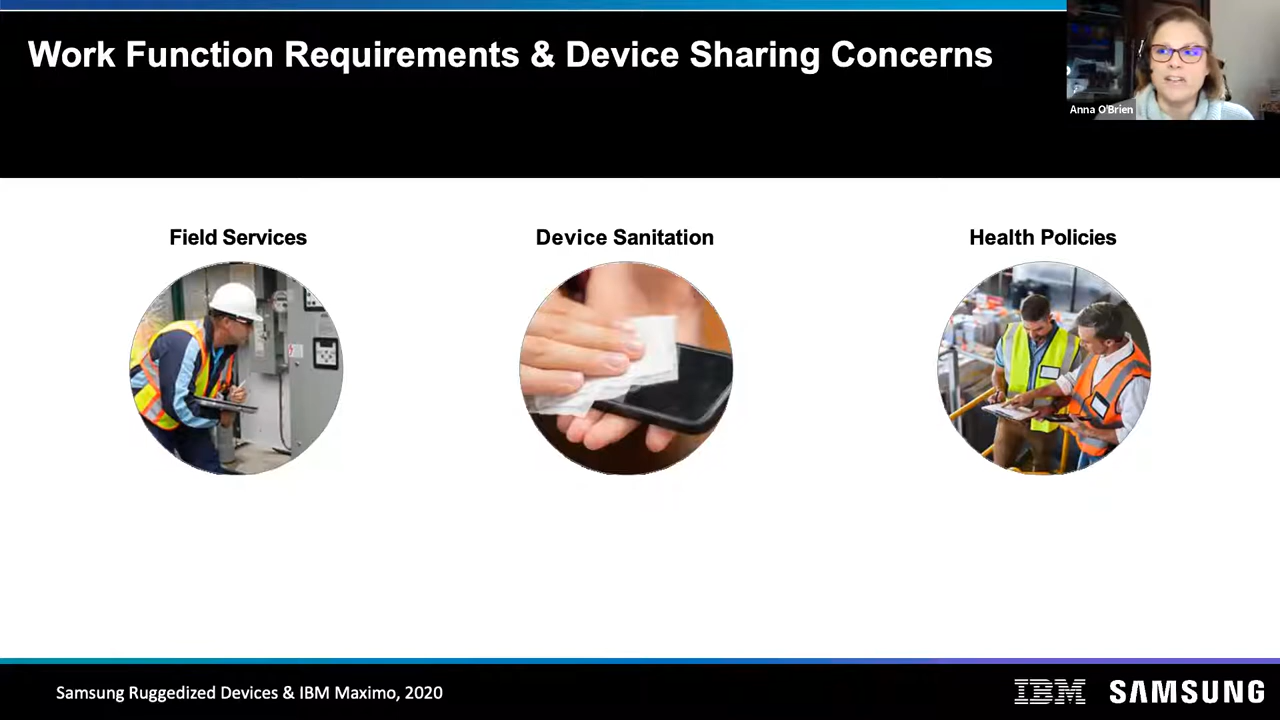 Work Function Requirements & Device Sharing Concerns
Anna O'Brien
Field Services
Device Sanitation
Health Policies
Samsung Ruggedized Devices & IBM Maximo, 2020
IBM
SAMSUNG